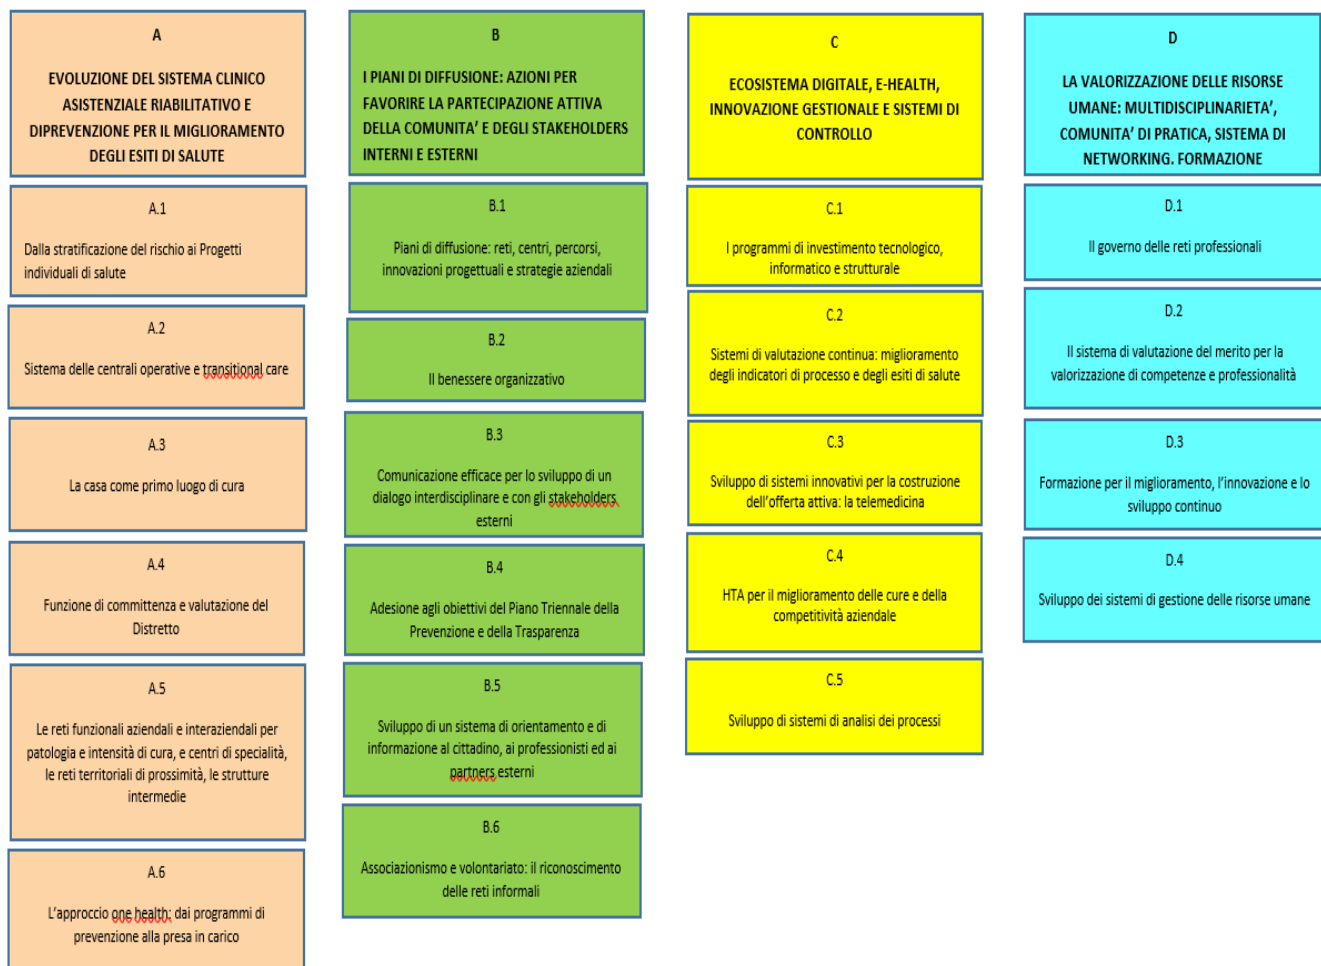 A
EVOLUZIONE DEL SISTEMA CLINICO
ASISTENZIALE RIABILITATIVO E
DIPREVENZIONE PER IL MIGLIORAMENTO
DEGLI ESITI DI SALUTE
A.1
Dalla stratificazione del rischio ai Progetti
individuali di salute
A.2
Sistema delle centrali operative e transitional care
A.3
La casa come primo luogo di cura
A.4
Funzione di committenza e valutazione del
Distretto
A.5
Le reti funzionali aziendali e interaziendali per
patologia e intensità di cura, e centri di specialità,
le reti territoriali di prossimità, le strutture
intermedie
A.6
L’approccio one health: dai programmi di
prevenzione alla presa in carico
B
I PIANI DI DIFFUSIONE: AZIONI PER
FAVORIRE LA PARTECIPAZIONE ATTIVA
DELLA COMUNITA’ E DEGLI STAKEHOLDERS
INTERNI E ESTERNI
B.1
Piani di diffusione: reti, centri, percorsi,
innovazioni progettuali e strategie aziendali
B.2
Il benessere organizzativo
B.3
Comunicazione efficace per lo sviluppo di un
dialogo interdisciplinare e con gli stakeholders
esterni
B.4
Adesione agli obiettivi del Piano Triennale della
Prevenzione e della Trasparenza
B.5
Sviluppo di un sistema di orientamento e di
informazione al cittadino, ai professionisti ed ai
partners esterni
B.6
Associazionismo e volontariato: il riconoscimento
delle reti informali
C
ECOSISTEMA DIGITALE, E-HEALTH,
INNOVAZIONE GESTIONALE E SISTEMI DI
CONTROLLO
C.1
I programmi di investimento tecnologico,
informatico e strutturale
C.2
Sistemi di valutazione continua: miglioramento
degli indicatori di processo e degli esiti di salute
C.3
Sviluppo di sistemi innovativi per la costruzione
dell’offerta attiva: la telemedicina
C.4
HTA per il miglioramento delle cure e della
competitività aziendale
C.5
Sviluppo di sistemi di analisi dei processi
D
LA VALORIZZAZIONE DELLE RISORSE
UMANE: MULTIDISCIPLINARIETA’,
COMUNITA’ DI PRATICA, SISTEMA DI
NETWORKING. FORMAZIONE
D.1
Il governo delle reti professionali
D.2
Il sistema di valutazione del merito per la
valorizzazione di competenze e professionalità
D.3
Formazione per il miglioramento, l’innovazione e lo
sviluppo continuo
D.4
Sviluppo dei sistemi di gestione delle risorse umane